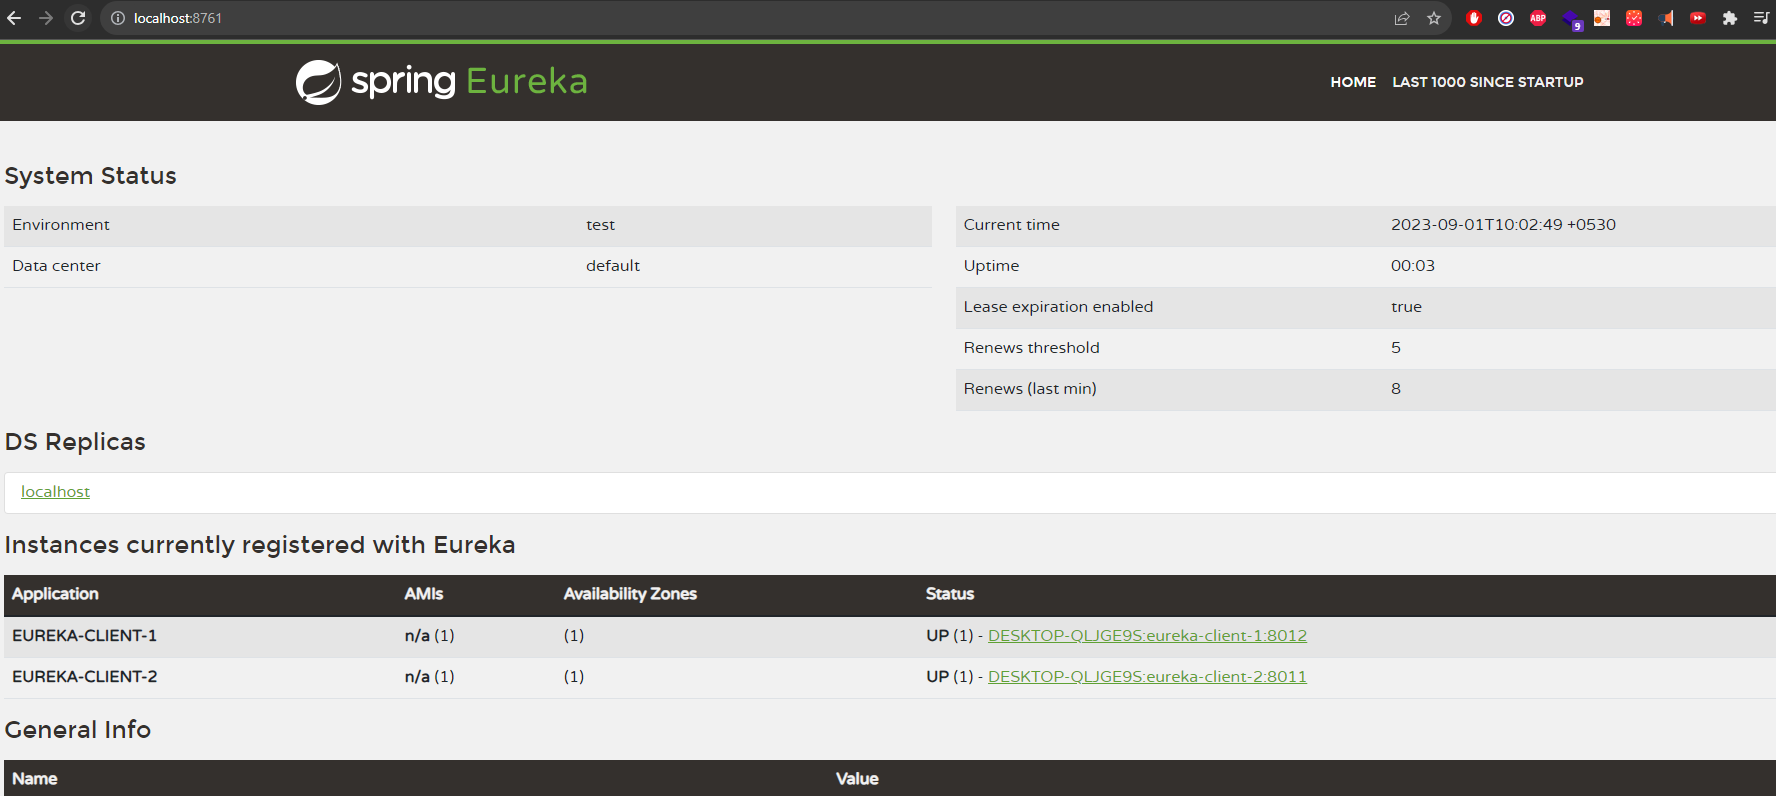 localhost:8761
ABP
9
spring Eureka
HOME LAST 1000 SINCE STARTUP
System Status
Environment test
Data center default
Current time 2023-09-01T10:02:49 +0530
Uptime 00:03
Lease expiration enabled true
Renews threshold 5
Renews (last min) 8
DS Replicas
localhost
Instances currently registered with Eureka
Application AMIs Availability Zones Status
EUREKA-CLIENT-1 n/a (1) (1) UP (1) - DESKTOP-QLJGE9S:eureka-client-1:8012
EUREKA-CLIENT-2 n/a (1) (1) UP (1) - DESKTOP-QLJGE9S:eureka-client-2:8011
General Info
Name Value